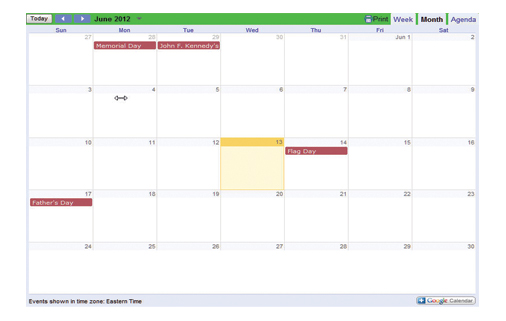 Today June 2012 Print Week Month Agenda
Sun Mon Tue Wed Thu Fri Sat
27 28 29 30 31 Jun 1 2
Memorial Day John F. Kennedy's
3 4 5 6 7 8 9
10 11 12 13 14 15 16
Flag Day
17 18 19 20 21 22 23
Father's Day
24 25 26 27 28 29 30
Events shown in time zone: Eastern Time Google Calendar